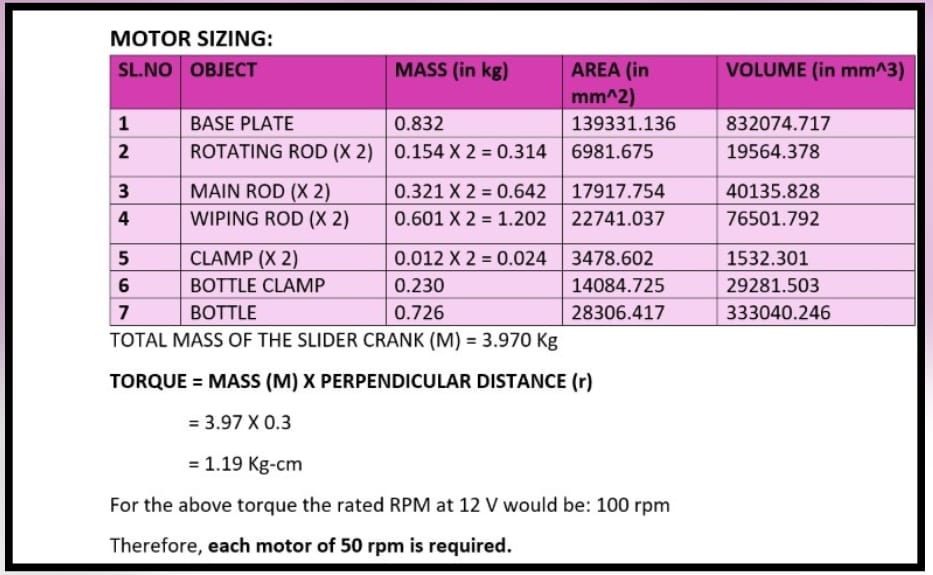 MOTOR SIZING:
SL.NO OBJECT MASS (in kg) AREA (in mm^2) VOLUME (in mm^3)
1 BASE PLATE 0.832 139331.136 832074.717
2 ROTATING ROD (X 2) 0.154 X 2 = 0.314 6981.675 19564.378
3 MAIN ROD (X 2) 0.321 X 2 = 0.642 17917.754 40135.828
4 WIPING ROD (X 2) 0.601 X 2 = 1.202 22741.037 76501.792
5 CLAMP (X 2) 0.012 X 2 = 0.024 3478.602 1532.301
6 BOTTLE CLAMP 0.230 14084.725 29281.503
7 BOTTLE 0.726 28306.417 333040.246
TOTAL MASS OF THE SLIDER CRANK (M) = 3.970 Kg
TORQUE = MASS (M) X PERPENDICULAR DISTANCE (r)
= 3.97 X 0.3
= 1.19 Kg-cm
For the above torque the rated RPM at 12 V would be: 100 rpm
Therefore, each motor of 50 rpm is required.